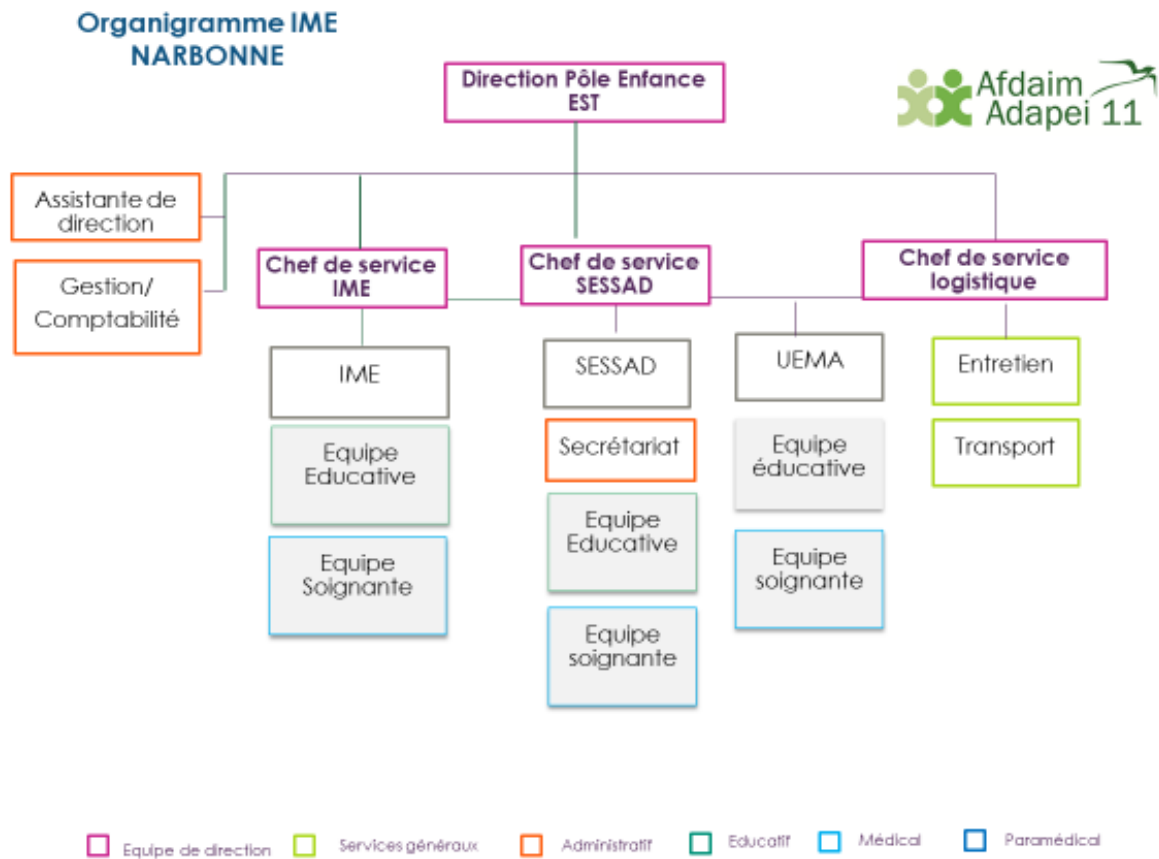 Organigramme IME
NARBONNE
Direction Pôle Enfance
EST
Afdaim
Adapei 11
Assistante de
direction
Gestion/
Comptabilité
Chef de service
IME
Chef de service
SESSAD
Chef de service
logistique
IME
SESSAD
UEMA
Entretien
Equipe
Educative
Secrétariat
Equipe
éducative
Transport
Equipe
Soignante
Equipe
Educative
Equipe
soignante
Equipe
soignante
Equipe de direction
Services généraux
Administratif
Educatif
Médical
Paramédical